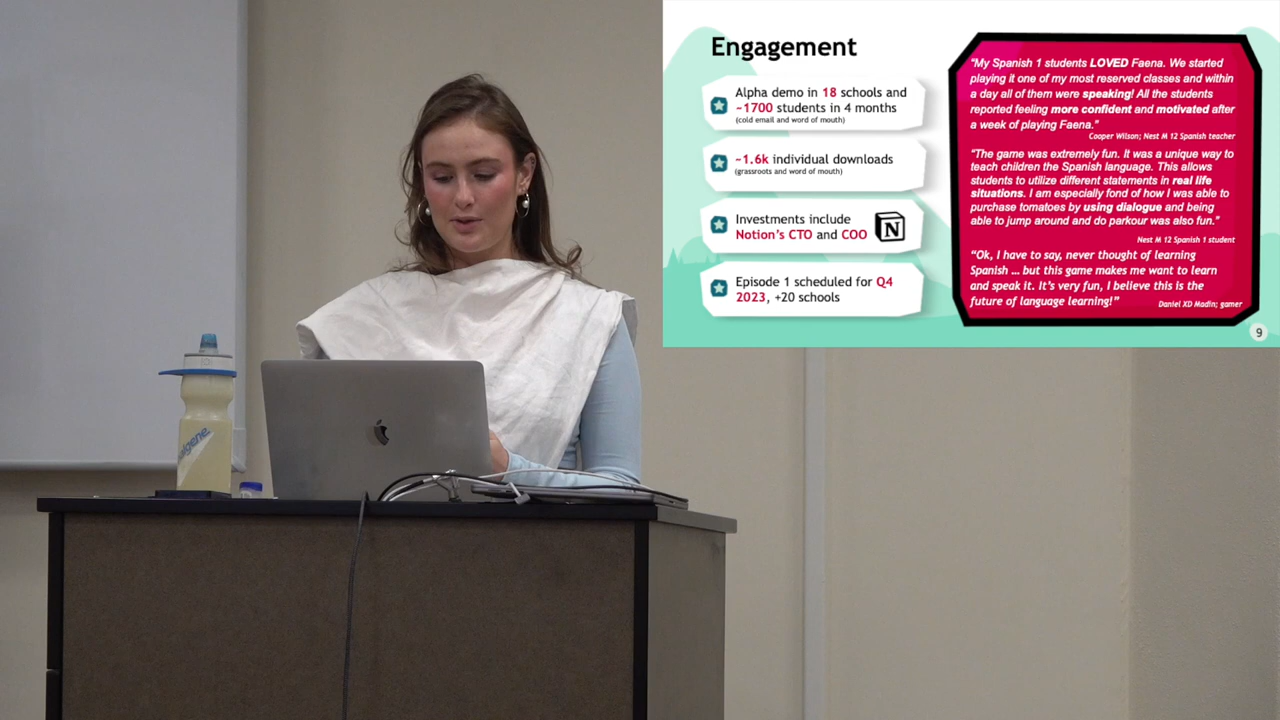 Engagement
Alpha demo in 18 schools and
~1700 students in 4 months
(cold email and word of mouth)
~1.6k individual downloads
(grassroots and word of mouth)
Investments include
Notion's CTO and COO
N
Episode 1 scheduled for Q4
2023, +20 schools
"My Spanish 1 students LOVED Faena. We started
playing it one of my most reserved classes and within
a day all of them were speaking! All the students
reported feeling more confident and motivated after
a week of playing Faena."
Cooper Wilson; Nest M 12 Spanish teacher
"The game was extremely fun. It was a unique way to
teach children the Spanish language. This allows
students to utilize different statements in real life
situations. I am especially fond of how I was able to
purchase tomatoes by using dialogue and being
able to jump around and do parkour was also fun."
Nest M 12 Spanish 1 student
"Ok, I have to say, never thought of learning
Spanish … but this game makes me want to learn
and speak it. It's very fun, I believe this is the
future of language learning!"
Daniel XD Madin; gamer
9